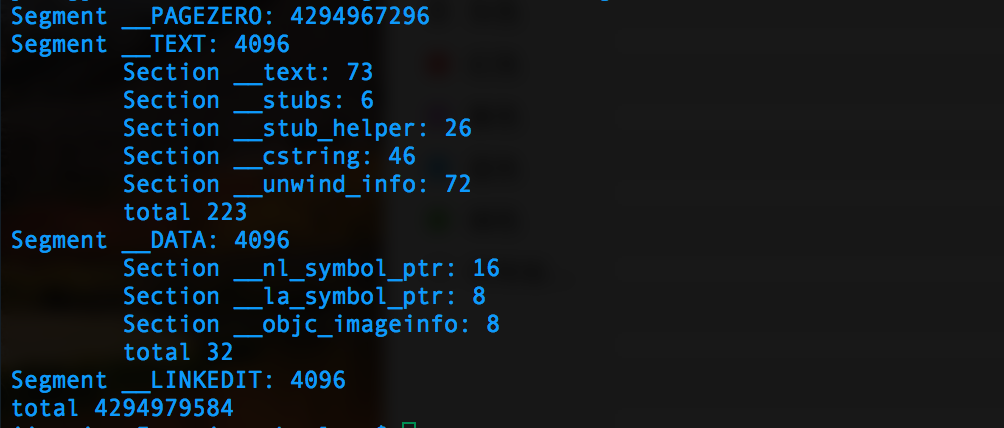 Segment __PAGEZERO: 4294967296
Segment __TEXT: 4096
Section __text: 73
Section __stubs: 6
Section __stub_helper: 26
Section __cstring: 46
Section __unwind_info: 72
total 223
Segment __DATA: 4096
Section __nl_symbol_ptr: 16
Section __la_symbol_ptr: 8
Section __objc_imageinfo: 8
total 32
Segment __LINKEDIT: 4096
total 4294979584